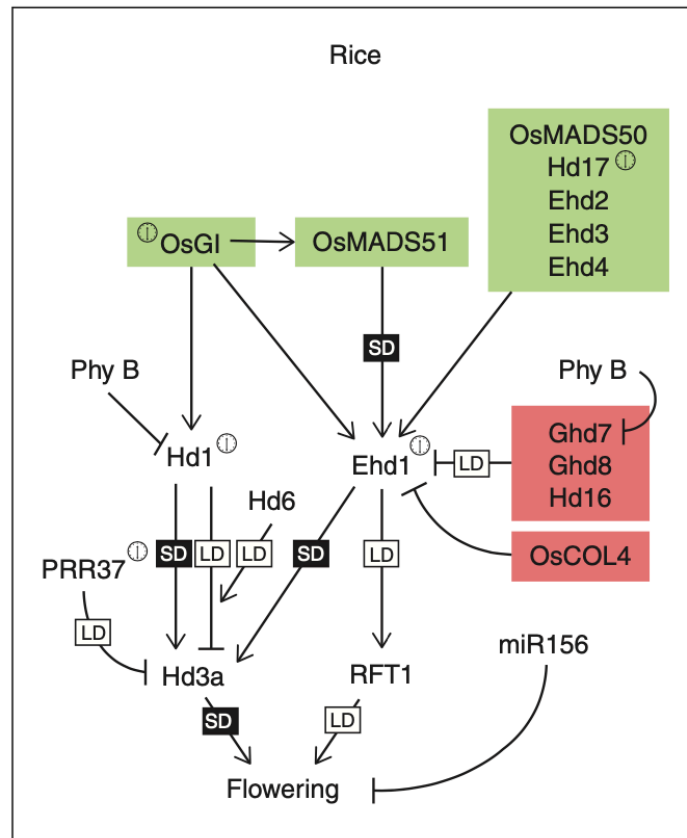 Rice
OsMADS50
Hd17
Ehd2
Ehd3
Ehd4
OsGI
OsMADS51
SD
Phy B
Phy B
Hd1
Ehd1
LD
Ghd7
Ghd8
Hd16
Hd6
SD
LD
LD
SD
LD
PRR37
OsCOL4
LD
Hd3a
RFT1
miR156
SD
LD
Flowering